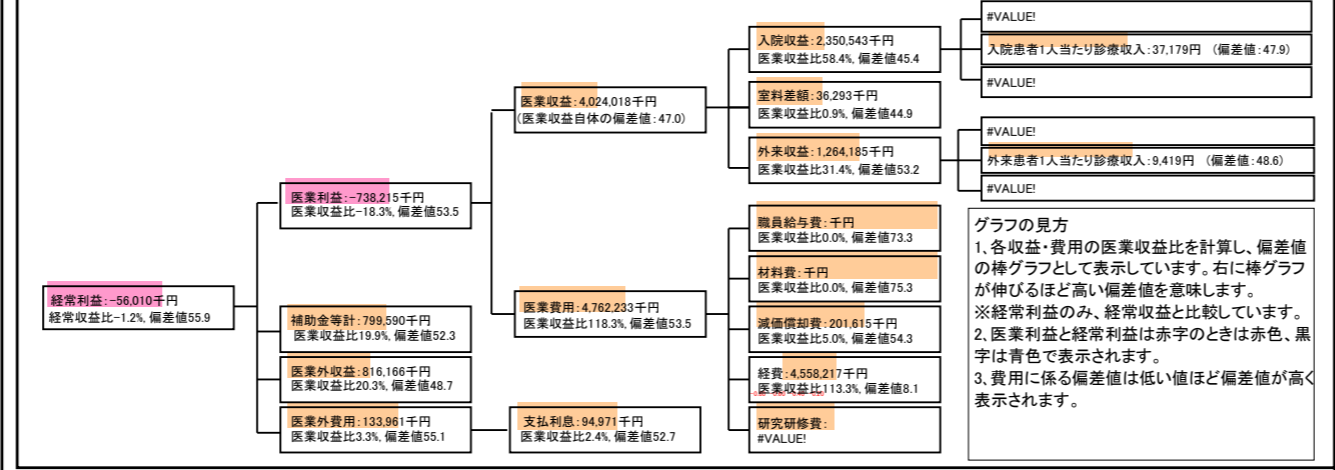 経常利益:-56,010千円
経常収益比-1.2%, 偏差値55.9
医業利益:-738,215千円
医業収益比-18.3%, 偏差値53.5
補助金等計:799,590千円
医業収益比19.9%, 偏差値52.3
医業外収益:816,166千円
医業収益比20.3%, 偏差値48.7
医業外費用:133,961千円
医業収益比3.3%, 偏差値55.1
医業収益:4,024,018千円
(医業収益自体の偏差値:47.0)
医業費用:4,762,233千円
医業収益比118.3%, 偏差値53.5
支払利息:94,971千円
医業収益比2.4%, 偏差値52.7
入院収益:2,350,543千円
医業収益比58.4%, 偏差値45.4
室料差額:36,293千円
医業収益比0.9%, 偏差値44.9
外来収益:1,264,185千円
医業収益比31.4%, 偏差値53.2
職員給与費:千円
医業収益比0.0%, 偏差値73.3
材料費:千円
医業収益比0.0%, 偏差値75.3
減価償却費:201,615千円
医業収益比5.0%, 偏差値54.3
経費:4,558,217千円
医業収益比113.3%, 偏差値8.1
研究研修費:
#VALUE!
#VALUE!
入院患者1人当たり診療収入:37,179円 (偏差値:47.9)
#VALUE!
#VALUE!
外来患者1人当たり診療収入:9,419円 (偏差値:48.6)
#VALUE!
グラフの見方
1、各収益・費用の医業収益比を計算し、偏差値
の棒グラフとして表示しています。右に棒グラフ
が伸びるほど高い偏差値を意味します。
※経常利益のみ、経常収益と比較しています。
2、医業利益と経常利益は赤字のときは赤色、黒
字は青色で表示されます。
3、費用に係る偏差値は低い値ほど偏差値が高く
表示されます。